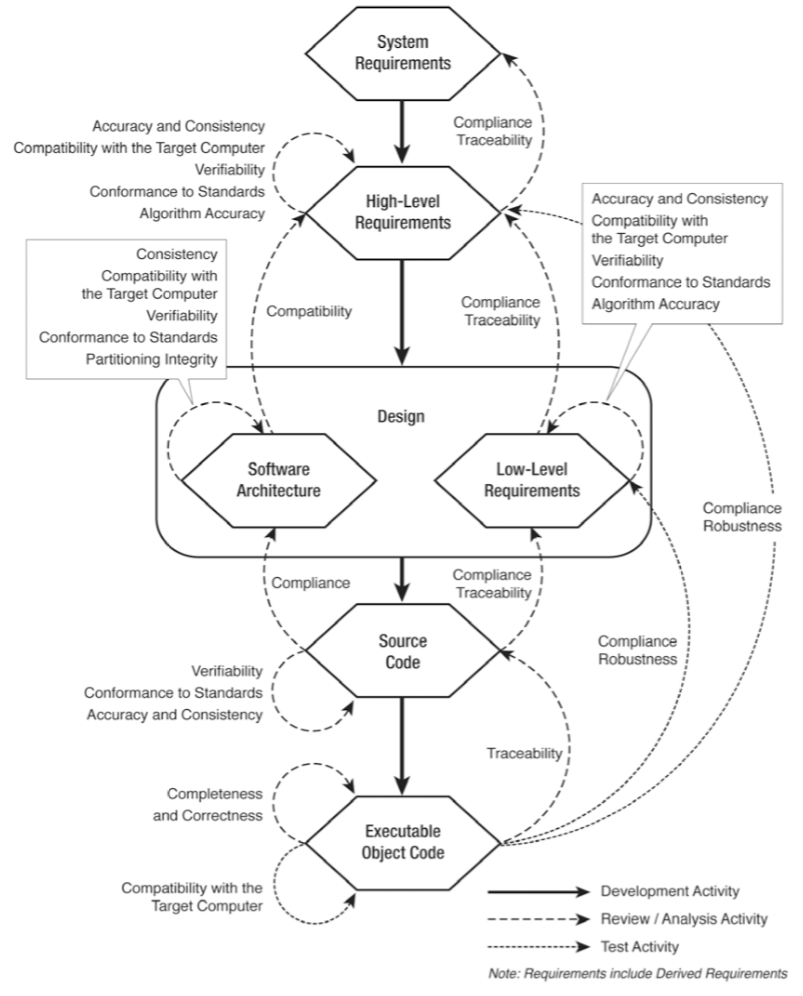 System
Requirements
Compliance
Traceability
Accuracy and Consistency
Compatibility with the Target Computer
Verifiability
Conformance to Standards
Algorithm Accuracy
High-Level
Requirements
Accuracy and Consistency
Compatibility with
the Target Computer
Verifiability
Conformance to Standards
Algorithm Accuracy
Consistency
Compatibility with
the Target Computer
Verifiability
Conformance to Standards
Partitioning Integrity
Compatibility
Compliance
Traceability
Design
Software
Architecture
Low-Level
Requirements
Compliance
Robustness
Compliance
Compliance
Traceability
Source
Code
Compliance
Robustness
Verifiability
Conformance to Standards
Accuracy and Consistency
Traceability
Completeness
and Correctness
Executable
Object Code
Compatibility with the
Target Computer
Development Activity
Review / Analysis Activity
Test Activity
Note: Requirements include Derived Requirements